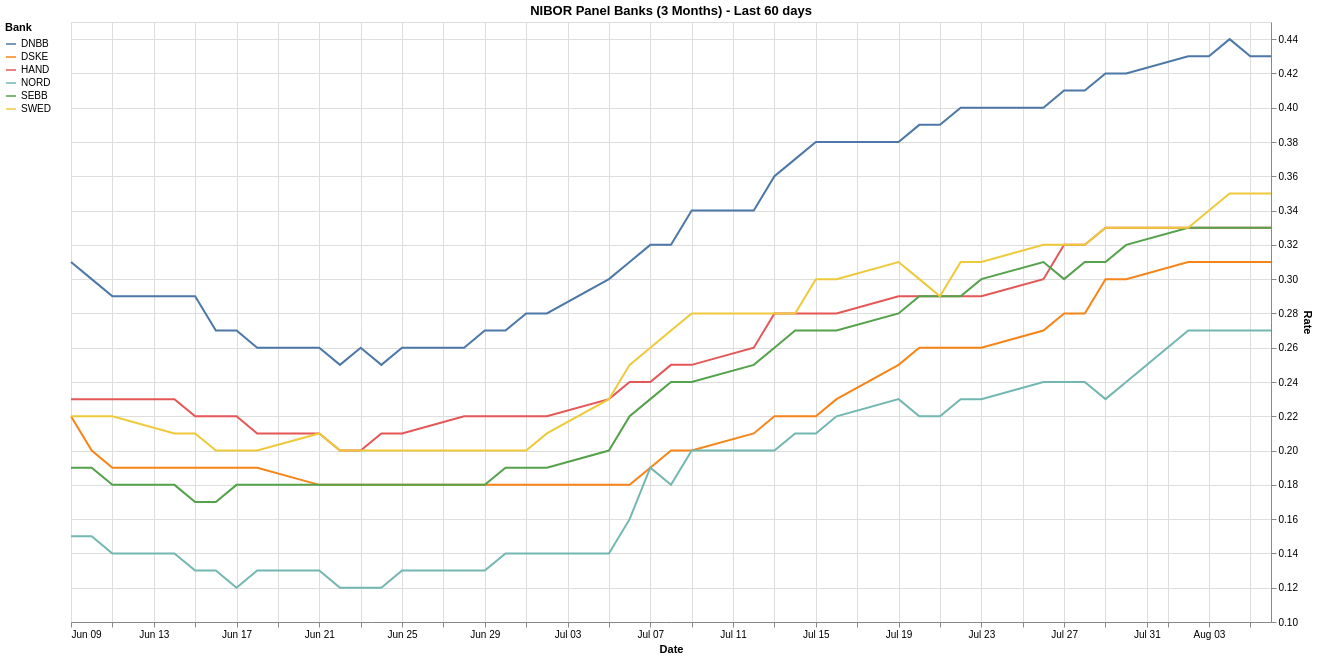 NIBOR Panel Banks (3 Months) - Last 60 days
Bank
DNBB
DSKE
HAND
NORD
SEBB
SWED
0.44
0.42
0.40
0.38
0.36
0.34
0.32
0.30
0.28
0.26
0.24
0.22
0.20
0.18
0.16
0.14
0.12
0.10
Rate
Jun 09 Jun 13 Jun 17 Jun 21 Jun 25 Jun 29 Jul 03 Jul 07 Jul 11 Jul 15 Jul 19 Jul 23 Jul 27 Jul 31 Aug 03
Date